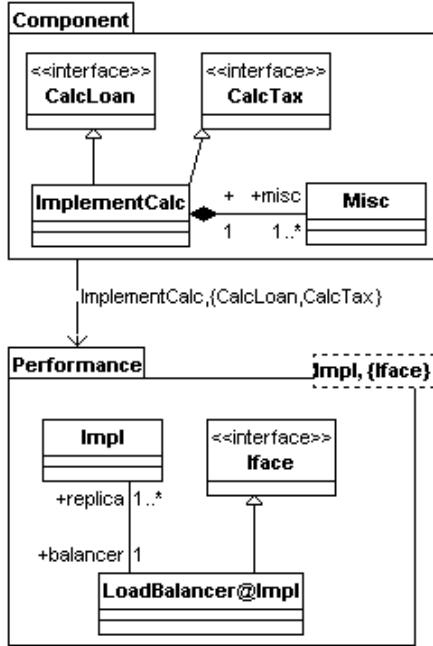 Component
<<interface>> <<interface>>
CalcLoan CalcTax
ImplementCalc + +misc Misc
1 1..*
ImplementCalc,{CalcLoan,CalcTax}
Performance Impl, {Iface}
Impl <<interface>>
Iface
+replica 1..*
+balancer 1
LoadBalancer@Impl